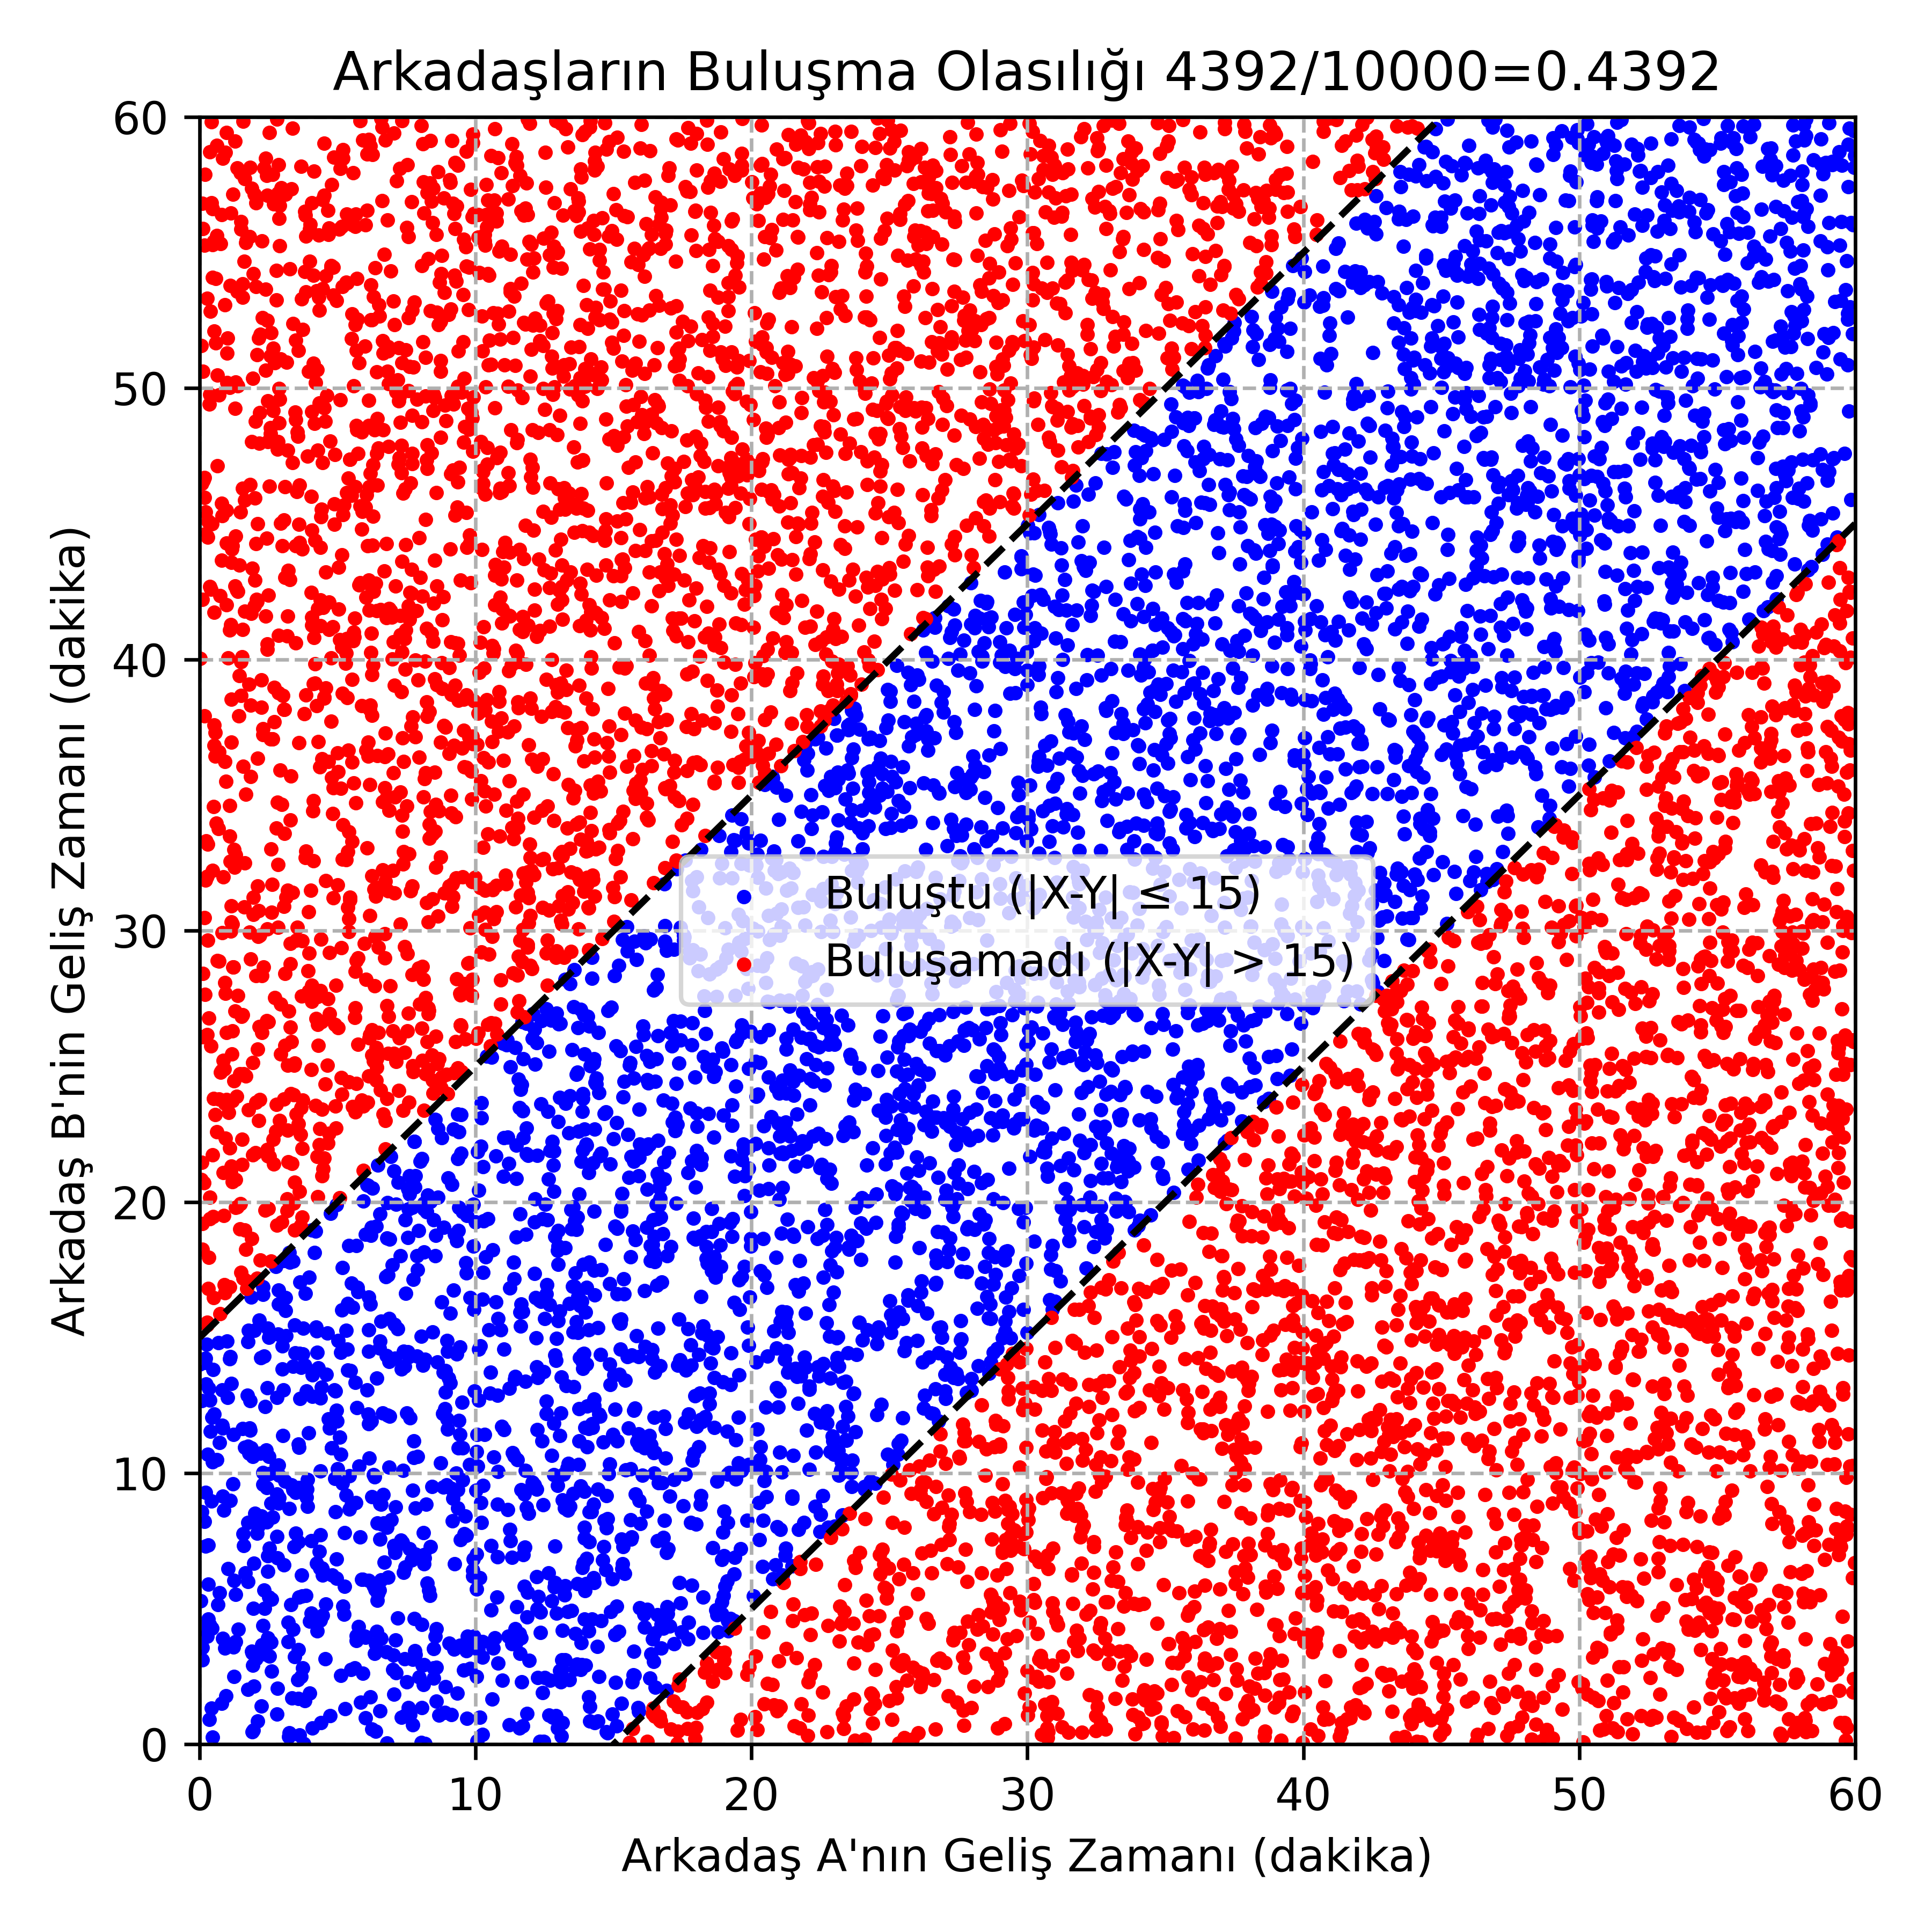 Arkadaşların Buluşma Olasılığı 4392/10000=0.4392
60
50
40
30
20
10
0
Arkadaş B'nin Geliş Zamanı (dakika)
Buluştu (|X-Y| ≤ 15)
Buluşamadı (|X-Y| > 15)
0 10 20 30 40 50 60
Arkadaş A'nın Geliş Zamanı (dakika)